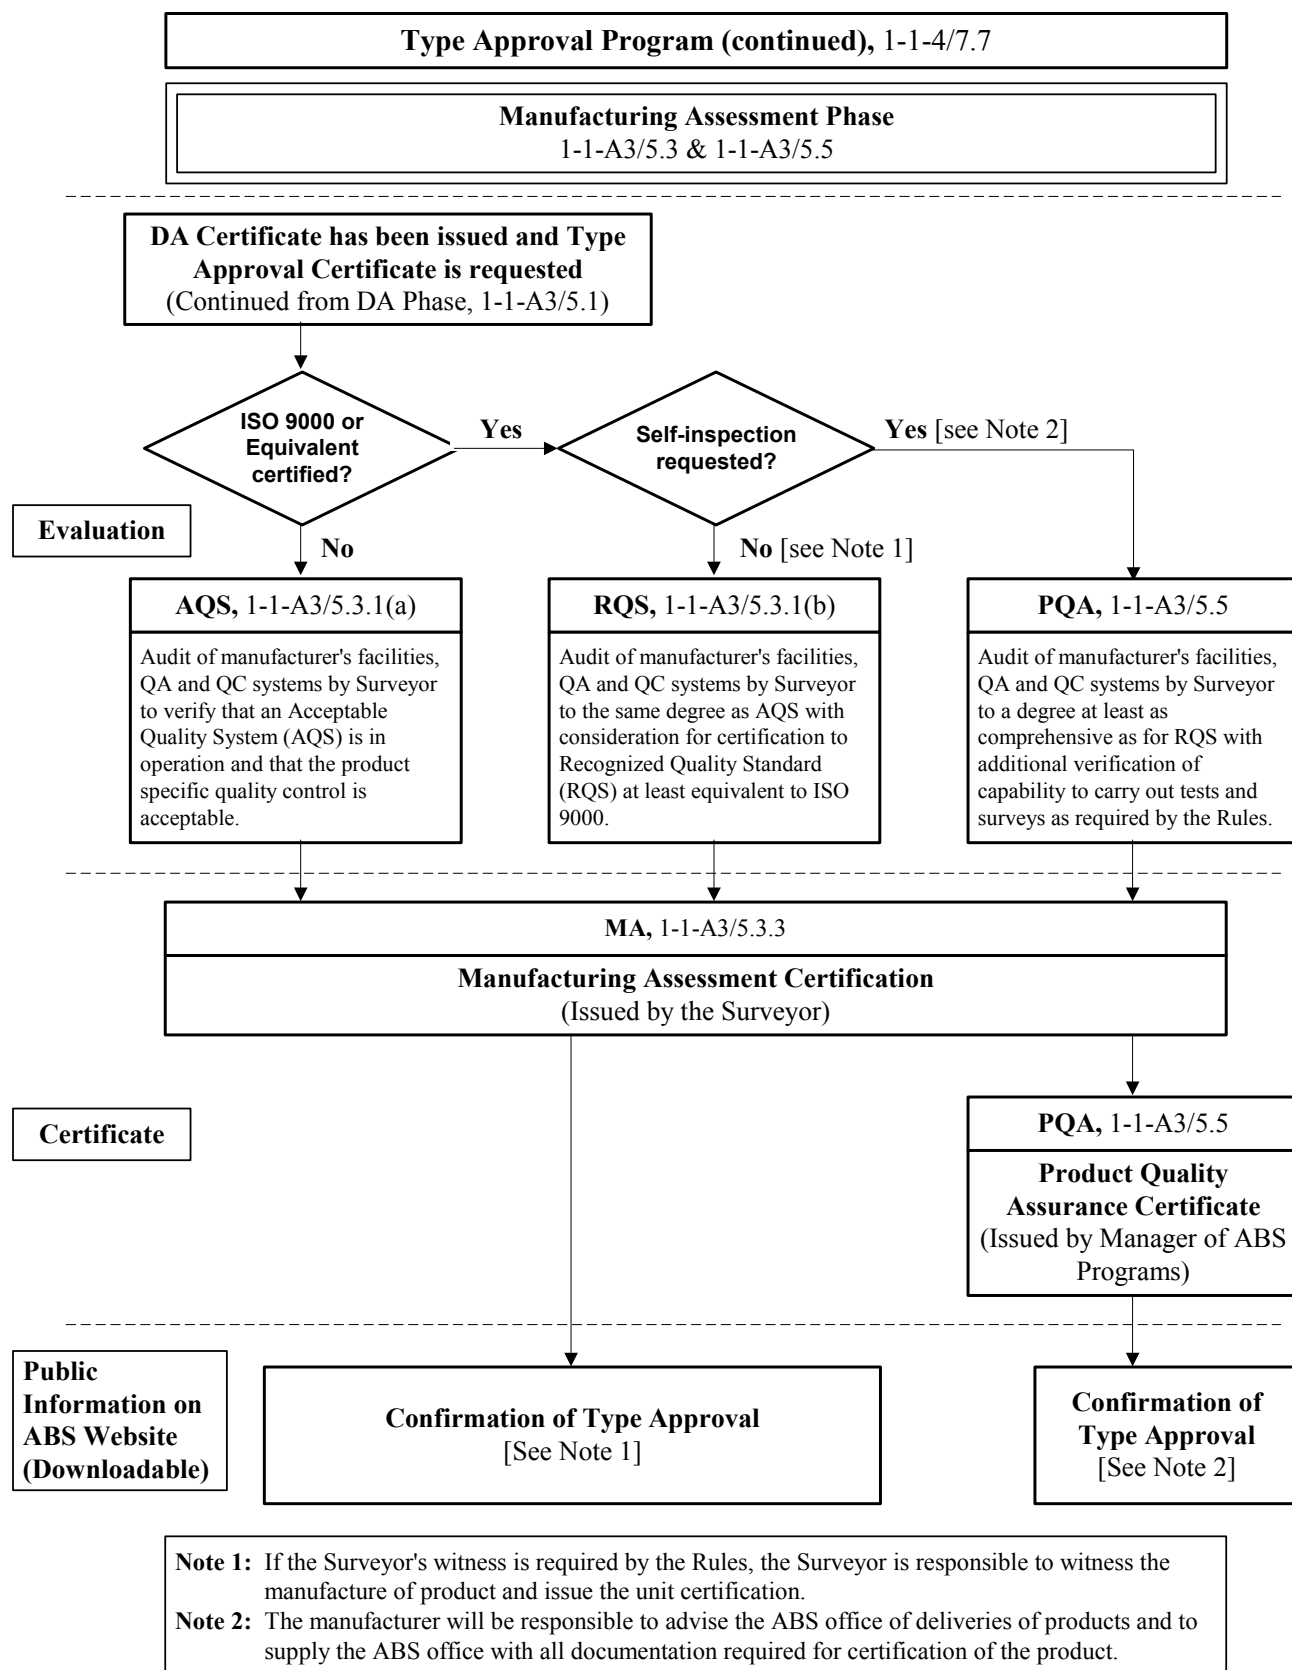 Type Approval Program (continued), 1-1-4/7.7
Manufacturing Assessment Phase
1-1-A3/5.3 & 1-1-A3/5.5
DA Certificate has been issued and Type
Approval Certificate is requested
(Continued from DA Phase, 1-1-A3/5.1)
ISO 9000 or
Equivalent
certified?
Yes
Self-inspection
requested?
Yes [see Note 2]
Evaluation
No
No [see Note 1]
AQS, 1-1-A3/5.3.1(a)
Audit of manufacturer's facilities,
QA and QC systems by Surveyor
to verify that an Acceptable
Quality System (AQS) is in
operation and that the product
specific quality control is
acceptable.
RQS, 1-1-A3/5.3.1(b)
Audit of manufacturer's facilities,
QA and QC systems by Surveyor
to the same degree as AQS with
consideration for certification to
Recognized Quality Standard
(RQS) at least equivalent to ISO
9000.
PQA, 1-1-A3/5.5
Audit of manufacturer's facilities,
QA and QC systems by Surveyor
to a degree at least as
comprehensive as for RQS with
additional verification of
capability to carry out tests and
surveys as required by the Rules.
MA, 1-1-A3/5.3.3
Manufacturing Assessment Certification
(Issued by the Surveyor)
Certificate
PQA, 1-1-A3/5.5
Product Quality
Assurance Certificate
(Issued by Manager of ABS
Programs)
Public
Information on
ABS Website
(Downloadable)
Confirmation of Type Approval
[See Note 1]
Confirmation of
Type Approval
[See Note 2]
Note 1: If the Surveyor's witness is required by the Rules, the Surveyor is responsible to witness the
manufacture of product and issue the unit certification.
Note 2: The manufacturer will be responsible to advise the ABS office of deliveries of products and to
supply the ABS office with all documentation required for certification of the product.